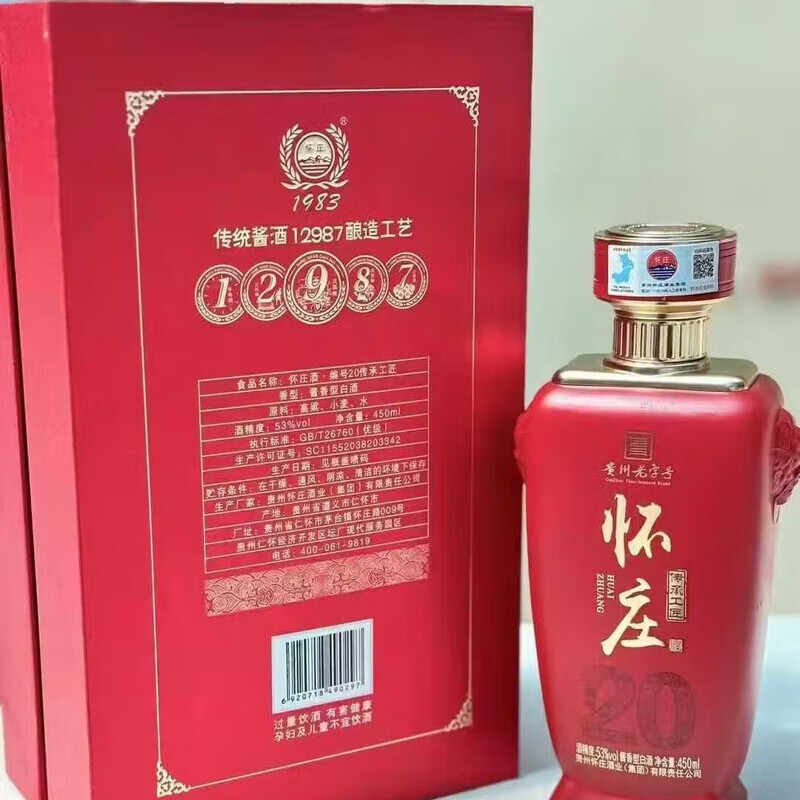 怀庄
®
1983
传统酱酒12987酿造工艺
1 2 9 8 7
食品名称：怀庄酒·编号20传承工匠
香型：酱香型白酒
原料：高粱、小麦、水
酒精度：53%vol 净含量：450ml
执行标准：GB/T26760（优级）
生产许可证号：SC11552038203342
生产日期：见瓶盖喷码
贮存条件：在干燥、通风、阴凉、清洁的环境下保存
生产厂家：贵州怀庄酒业（集团）有限责任公司
产地：贵州省遵义市仁怀市
厂址：贵州省仁怀市茅台镇怀庄路009号
贵州仁怀经济开发区坛厂现代服务园区
电话：400-061-9819
6 920718 490297
过量饮酒 有害健康
孕妇及儿童不宜饮酒
怀庄
贵州老字号
GuiZhou Time-honored Brand
怀庄
HUAI
ZHUANG
传承工匠
20
酒精度:53%vol 酱香型白酒 净含量:450ml
贵州怀庄酒业（集团）有限责任公司